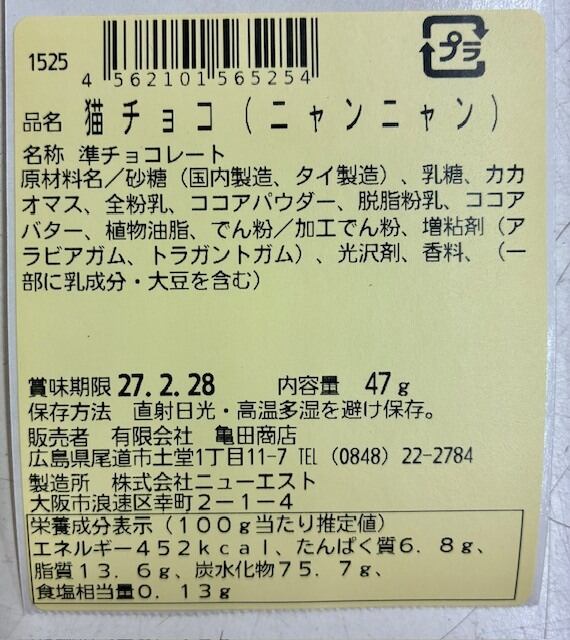 1525
4 562101 565254
プラ
品名 猫チョコ(ニャンニャン)
名称 準チョコレート
原材料名／砂糖（国内製造、タイ製造）、乳糖、カカ
オマス、全粉乳、ココアパウダー、脱脂粉乳、ココア
バター、植物油脂、でん粉／加工でん粉、増粘剤（ア
ラビアガム、トラガントガム）、光沢剤、香料、（一
部に乳成分・大豆を含む）
賞味期限 27.2.28 内容量 47g
保存方法 直射日光・高温多湿を避け保存。
販売者 有限会社 亀田商店
広島県尾道市土堂1丁目11-7 TEL (0848) 22-2784
製造所 株式会社ニューエスト
大阪市浪速区幸町2－1－4
栄養成分表示（100g当たり推定値）
エネルギー452kcal、たんぱく質6．8g、
脂質13．6g、炭水化物75．7g、
食塩相当量0．13g